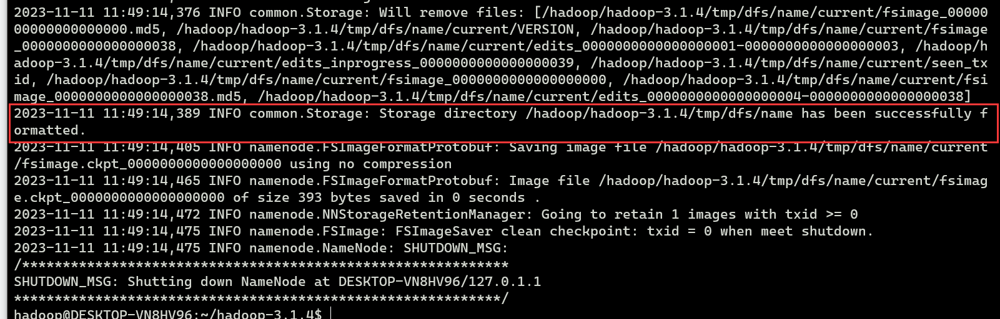 2023-11-11 11:49:14,376 INFO common.Storage: Will remove files: [/hadoop/hadoop-3.1.4/tmp/dfs/name/current/fsimage_00000
00000000000000.md5, /hadoop/hadoop-3.1.4/tmp/dfs/name/current/VERSION, /hadoop/hadoop-3.1.4/tmp/dfs/name/current/fsimage
_0000000000000000038, /hadoop/hadoop-3.1.4/tmp/dfs/name/current/edits_0000000000000000001-0000000000000000003, /hadoop/h
adoop-3.1.4/tmp/dfs/name/current/edits_inprogress_0000000000000000039, /hadoop/hadoop-3.1.4/tmp/dfs/name/current/seen_tx
id, /hadoop/hadoop-3.1.4/tmp/dfs/name/current/fsimage_0000000000000000000, /hadoop/hadoop-3.1.4/tmp/dfs/name/current/fsi
mage_0000000000000000038.md5, /hadoop/hadoop-3.1.4/tmp/dfs/name/current/edits_0000000000000000004-0000000000000000038]
2023-11-11 11:49:14,389 INFO common.Storage: Storage directory /hadoop/hadoop-3.1.4/tmp/dfs/name has been successfully f
ormatted.
2023-11-11 11:49:14,405 INFO namenode.FSImageFormatProtobuf: Saving image file /hadoop/hadoop-3.1.4/tmp/dfs/name/current
/fsimage.ckpt_0000000000000000000 using no compression
2023-11-11 11:49:14,465 INFO namenode.FSImageFormatProtobuf: Image file /hadoop/hadoop-3.1.4/tmp/dfs/name/current/fsimag
e.ckpt_0000000000000000000 of size 393 bytes saved in 0 seconds .
2023-11-11 11:49:14,472 INFO namenode.NNStorageRetentionManager: Going to retain 1 images with txid >= 0
2023-11-11 11:49:14,475 INFO namenode.FSImage: FSImageSaver clean checkpoint: txid = 0 when meet shutdown.
2023-11-11 11:49:14,475 INFO namenode.NameNode: SHUTDOWN_MSG:
/************************************************************
SHUTDOWN_MSG: Shutting down NameNode at DESKTOP-VN8HV96/127.0.1.1
************************************************************/
hadoop@DESKTOP-VN8HV96:~/hadoop-3.1.4$